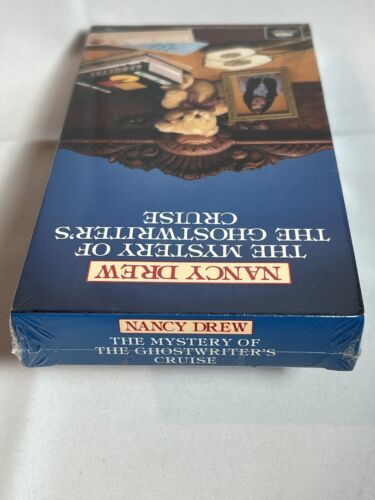 NANCY DREW
THE MYSTERY OF
THE GHOSTWRITER'S
CRUISE
NANCY DREW
THE MYSTERY OF
THE GHOSTWRITER'S
CRUISE